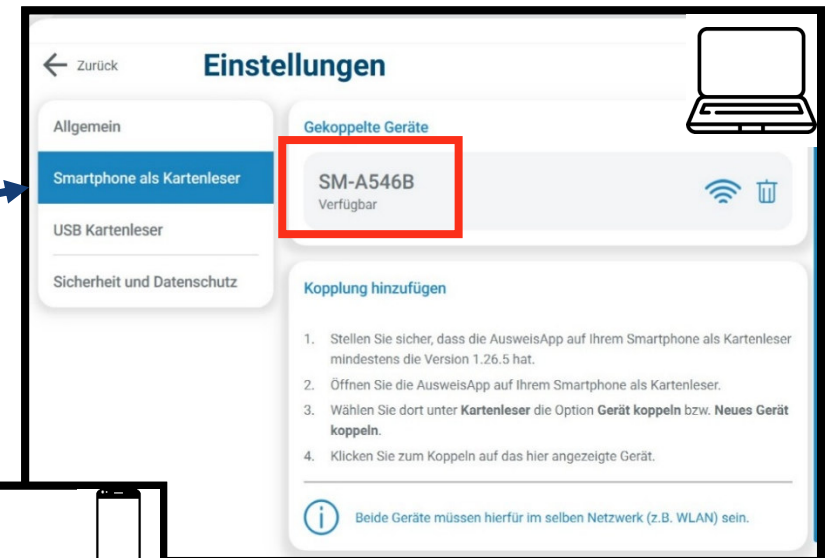 Zurück
Einstellungen
Allgemein
Smartphone als Kartenleser
USB Kartenleser
Sicherheit und Datenschutz
Gekoppelte Geräte
SM-A546B
Verfügbar
Kopplung hinzufügen
1. Stellen Sie sicher, dass die AusweisApp auf Ihrem Smartphone als Kartenleser
mindestens die Version 1.26.5 hat.
2. Öffnen Sie die AusweisApp auf Ihrem Smartphone als Kartenleser.
3. Wählen Sie dort unter Kartenleser die Option Gerät koppeln bzw. Neues Gerät
koppeln.
4. Klicken Sie zum Koppeln auf das hier angezeigte Gerät.
Beide Geräte müssen hierfür im selben Netzwerk (z.B. WLAN) sein.